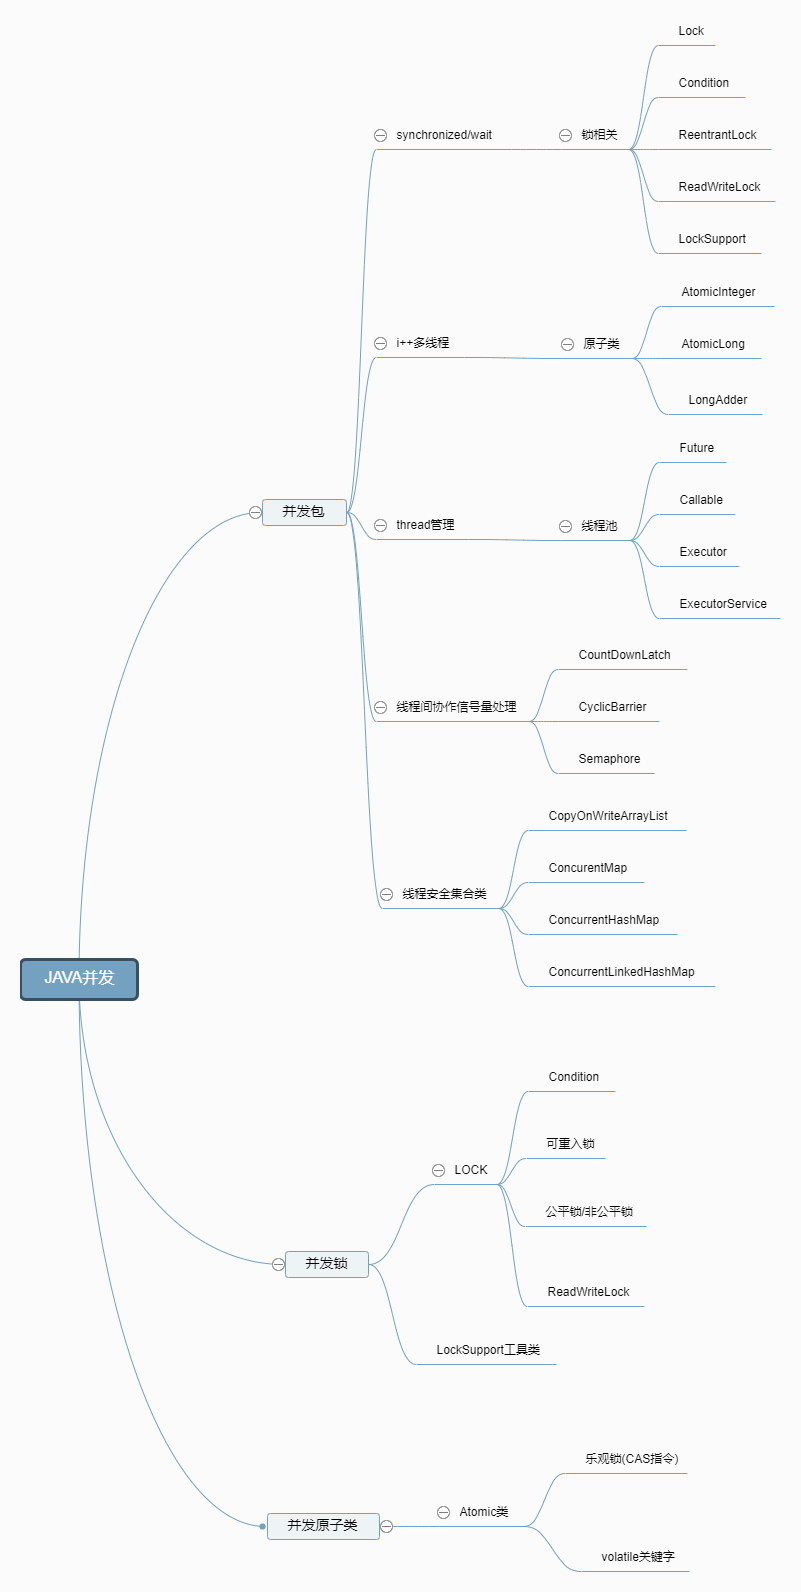 Lock
Condition
synchronized/wait
锁相关
ReentrantLock
ReadWriteLock
LockSupport
AtomicInteger
i++多线程
原子类
AtomicLong
LongAdder
Future
Callable
并发包
thread管理
线程池
Executor
ExecutorService
CountDownLatch
线程间协作信号量处理
CyclicBarrier
Semaphore
CopyOnWriteArrayList
ConcurentMap
线程安全集合类
ConcurrentHashMap
ConcurrentLinkedHashMap
JAVA并发
Condition
可重入锁
LOCK
公平锁/非公平锁
并发锁
ReadWriteLock
LockSupport工具类
乐观锁(CAS指令)
并发原子类
Atomic类
volatile关键字